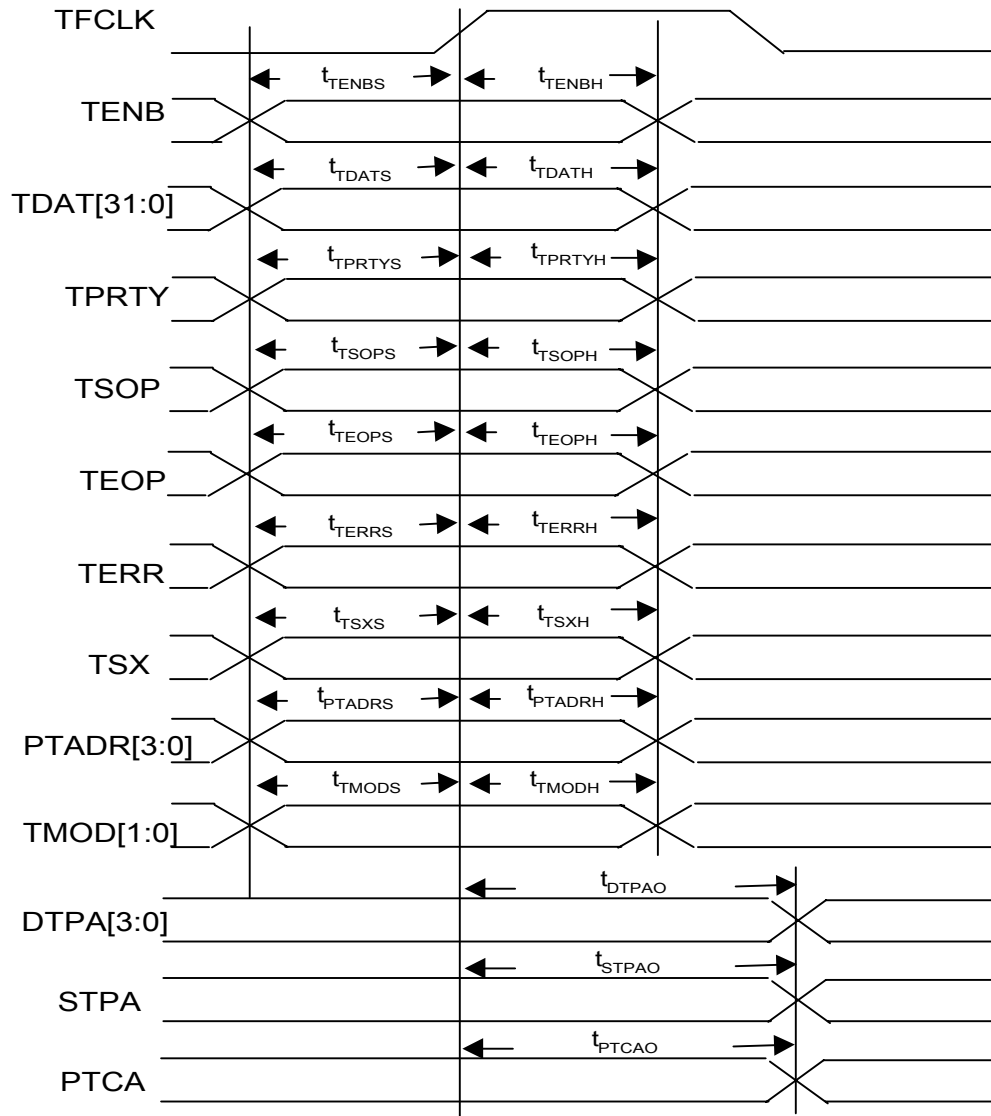 TFCLK
tTENBS tTENBH
TENB
tTDATS tTDATH
TDAT[31:0]
tTPRTYS tTPRTYH
TPRTY
tTSOPS tTSOPH
TSOP
tTEOPS tTEOPH
TEOP
tTERRS tTERRH
TERR
tTSXS tTSXH
TSX
tPTADRS tPTADRH
PTADR[3:0]
tTMODS tTMODH
TMOD[1:0]
tDTPAO
DTPA[3:0]
tSTPAO
STPA
tPTCAO
PTCA